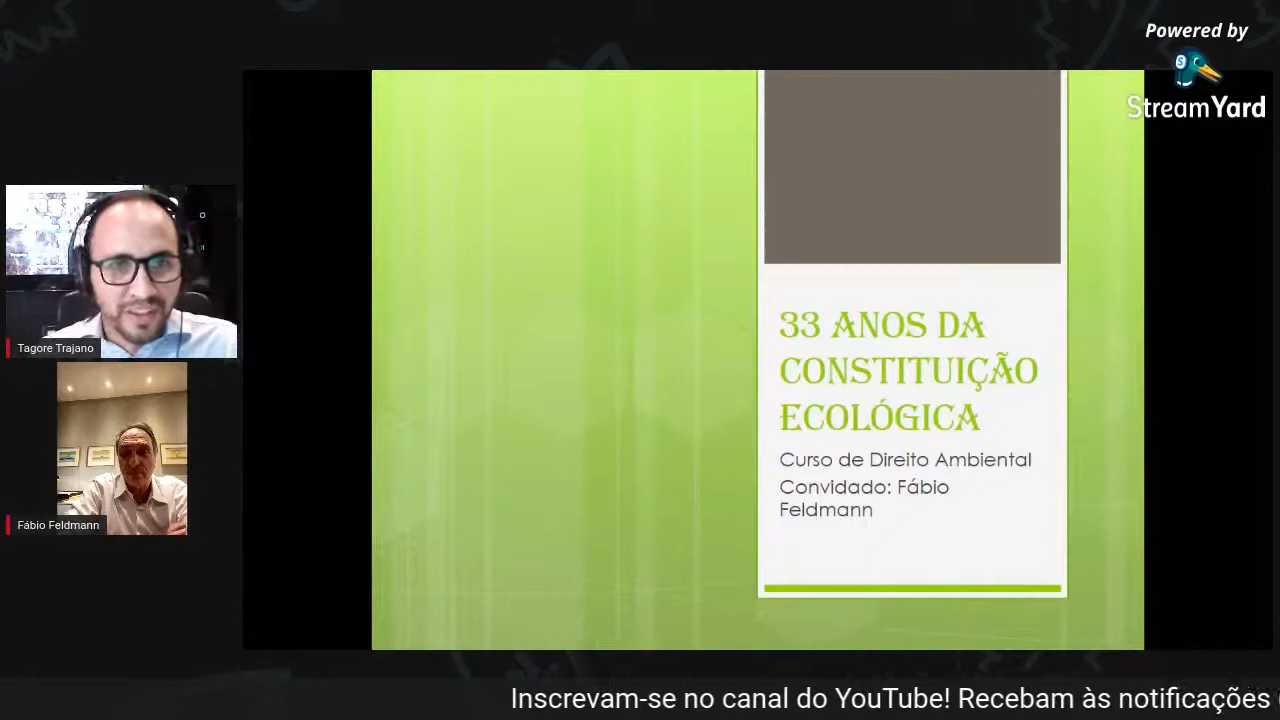 Powered by
StreamYard
Tagore Trajano
Fábio Feldmann
33 ANOS DA
CONSTITUIÇÃO
ECOLÓGICA
Curso de Direito Ambiental
Convidado: Fábio
Feldmann
Inscrevam-se no canal do YouTube! Recebam às notificações